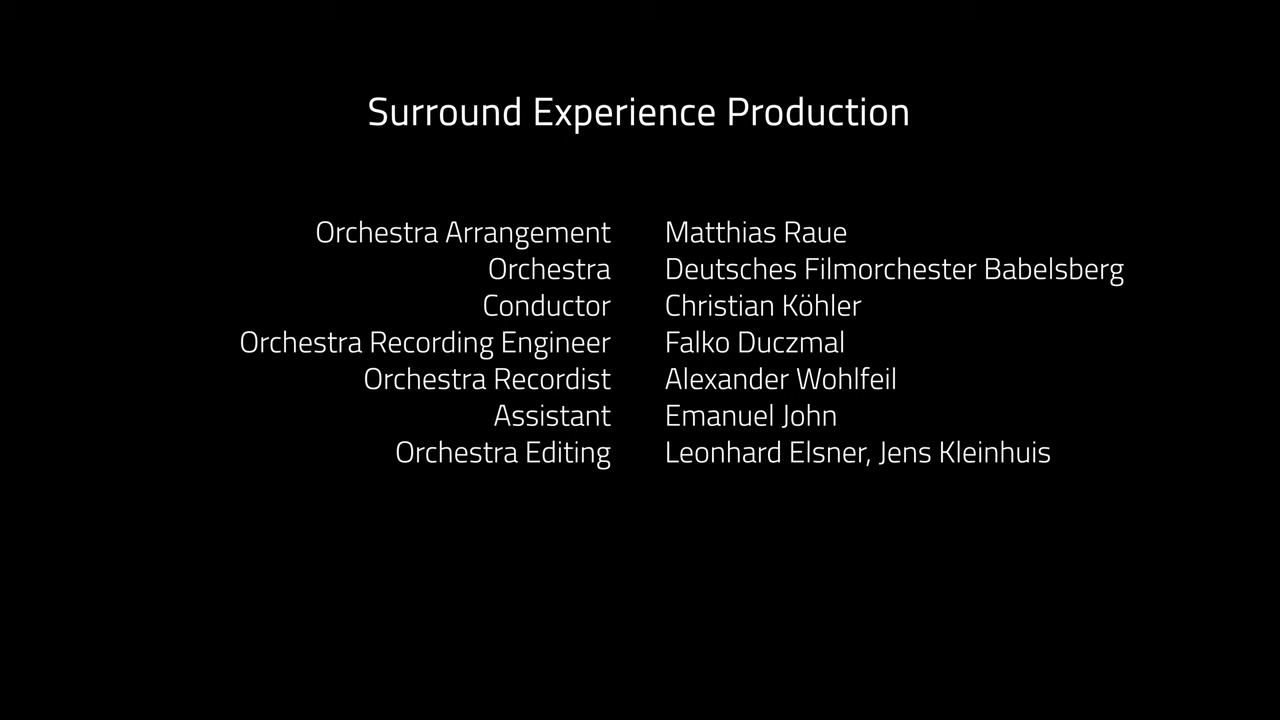 Surround Experience Production
Orchestra Arrangement Matthias Raue
Orchestra Deutsches Filmorchester Babelsberg
Conductor Christian Köhler
Orchestra Recording Engineer Falko Duczmal
Orchestra Recordist Alexander Wohlfeil
Assistant Emanuel John
Orchestra Editing Leonhard Elsner, Jens Kleinhuis